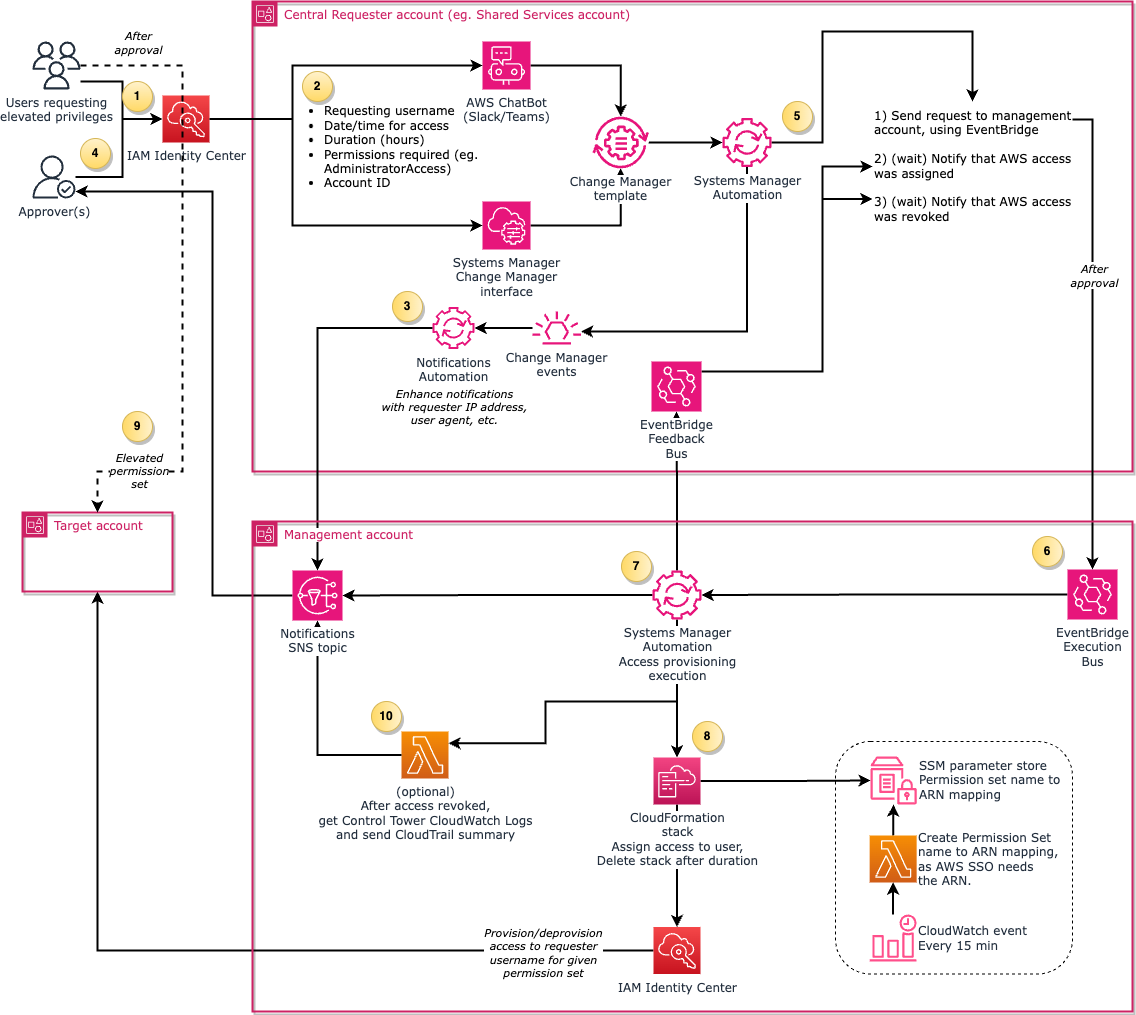 Central Requester account (eg. Shared Services account)
After
approval
Users requesting
elevated privileges
1
IAM Identity Center
4
Approver(s)
2
• Requesting username
• Date/time for access
• Duration (hours)
• Permissions required (eg.
AdministratorAccess)
• Account ID
AWS ChatBot
(Slack/Teams)
Systems Manager
Change Manager
interface
Change Manager
template
Systems Manager
Automation
5
1) Send request to management
account, using EventBridge
2) (wait) Notify that AWS access
was assigned
3) (wait) Notify that AWS access
was revoked
After
approval
3
Notifications
Automation
Enhance notifications
with requester IP address,
user agent, etc.
Change Manager
events
EventBridge
Feedback
Bus
9
Elevated
permission
set
Target account
Management account
Notifications
SNS topic
7
Systems Manager
Automation
Access provisioning
execution
6
EventBridge
Execution
Bus
10
(optional)
After access revoked,
get Control Tower CloudWatch Logs
and send CloudTrail summary
8
CloudFormation
stack
Assign access to user,
Delete stack after duration
SSM parameter store
Permission set name to
ARN mapping
Create Permission Set
name to ARN mapping,
as AWS SSO needs
the ARN.
CloudWatch event
Every 15 min
Provision/deprovision
access to requester
username for given
permission set
IAM Identity Center